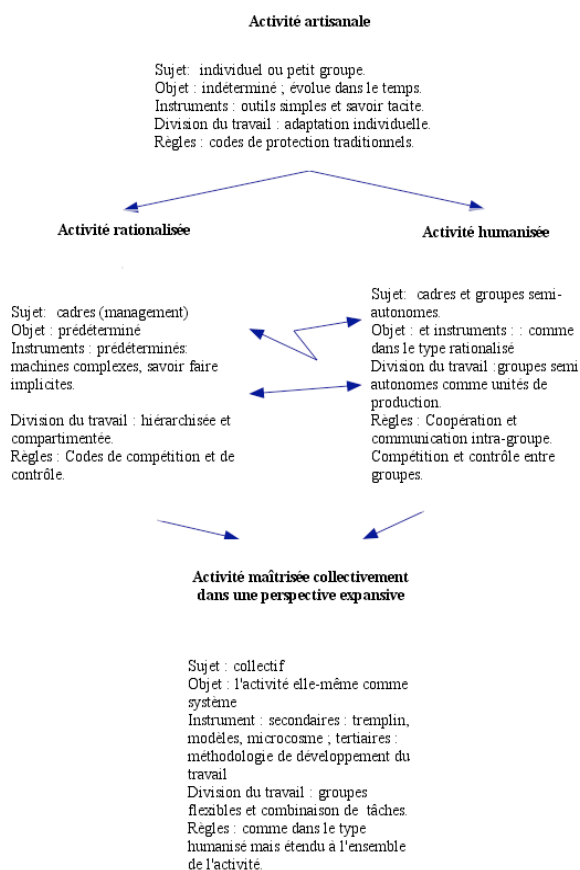 Activité artisanale
Sujet: individuel ou petit groupe.
Objet : indéterminé ; évolue dans le temps.
Instruments : outils simples et savoir tacite.
Division du travail : adaptation individuelle.
Règles : codes de protection traditionnels.
Activité rationalisée
Sujet: cadres (management)
Objet : prédéterminé
Instruments : prédéterminés:
machines complexes, savoir faire
implicites.
Division du travail : hiérarchisée et
compartimentée.
Règles : Codes de compétition et de
contrôle.
Activité humanisée
Sujet: cadres et groupes semi-
autonomes.
Objet : et instruments : : comme
dans le type rationalisé
Division du travail :groupes semi
autonomes comme unités de
production.
Règles : Coopération et
communication intra-groupe.
Compétition et contrôle entre
groupes.
Activité maîtrisée collectivement
dans une perspective expansive
Sujet : collectif
Objet : l'activité elle-même comme
système
Instrument : secondaires : tremplin,
modèles, microcosme ; tertiaires :
méthodologie de développement du
travail
Division du travail : groupes
flexibles et combinaison de tâches.
Règles : comme dans le type
humanisé mais étendu à l'ensemble
de l'activité.